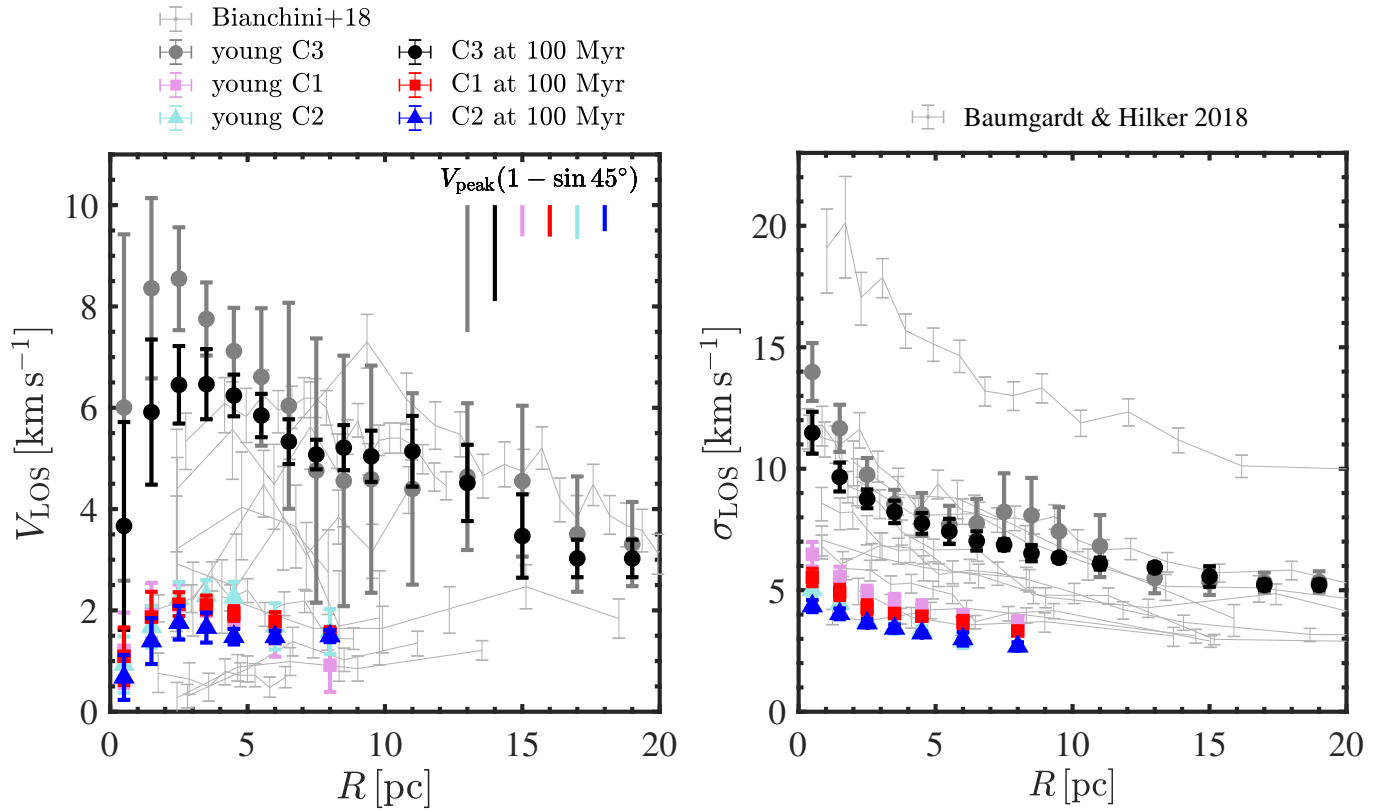 Bianchini+18
young C3
C3 at 100 Myr
young C1
C1 at 100 Myr
young C2
C2 at 100 Myr
Baumgardt & Hilker 2018
V_peak(1 − sin 45°)
10
8
6
4
2
0
V_LOS [km s⁻¹]
0 5 10 15 20
R [pc]
20
15
10
5
0
σ_LOS [km s⁻¹]
0 5 10 15 20
R [pc]